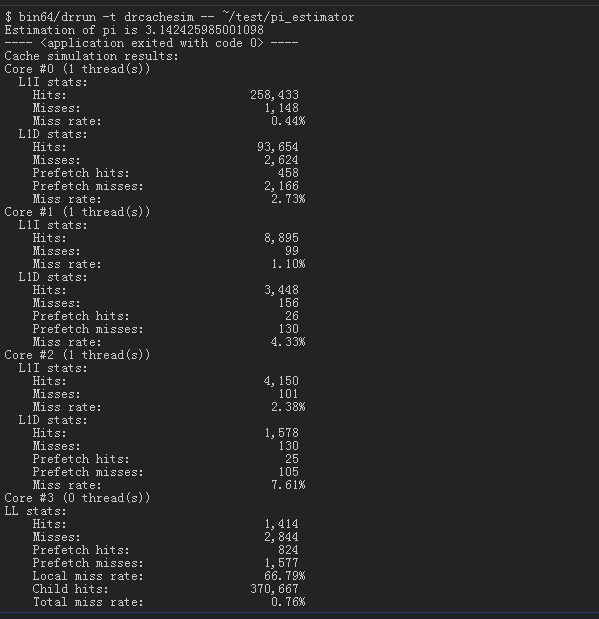 $ bin64/drrun -t drcachesim -- ~/test/pi_estimator
Estimation of pi is 3.142425985001098
---- <application exited with code 0> ----
Cache simulation results:
Core #0 (1 thread(s))
  L1I stats:
    Hits:                          258,433
    Misses:                          1,148
    Miss rate:                        0.44%
  L1D stats:
    Hits:                           93,654
    Misses:                          2,624
    Prefetch hits:                     458
    Prefetch misses:                 2,166
    Miss rate:                        2.73%
Core #1 (1 thread(s))
  L1I stats:
    Hits:                            8,895
    Misses:                             99
    Miss rate:                        1.10%
  L1D stats:
    Hits:                            3,448
    Misses:                            156
    Prefetch hits:                      26
    Prefetch misses:                   130
    Miss rate:                        4.33%
Core #2 (1 thread(s))
  L1I stats:
    Hits:                            4,150
    Misses:                            101
    Miss rate:                        2.38%
  L1D stats:
    Hits:                            1,578
    Misses:                            130
    Prefetch hits:                      25
    Prefetch misses:                   105
    Miss rate:                        7.61%
Core #3 (0 thread(s))
LL stats:
    Hits:                            1,414
    Misses:                          2,844
    Prefetch hits:                     824
    Prefetch misses:                 1,577
    Local miss rate:                 66.79%
    Child hits:                    370,667
    Total miss rate:                  0.76%